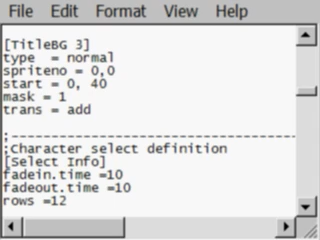 File Edit Format View Help
[TitleBG 3]
type = normal
spriteno = 0,0
start = 0, 40
mask = 1
trans = add
;-----------------------------------
;Character select definition
[Select Info]
fadein.time =10
fadeout.time =10
rows =12